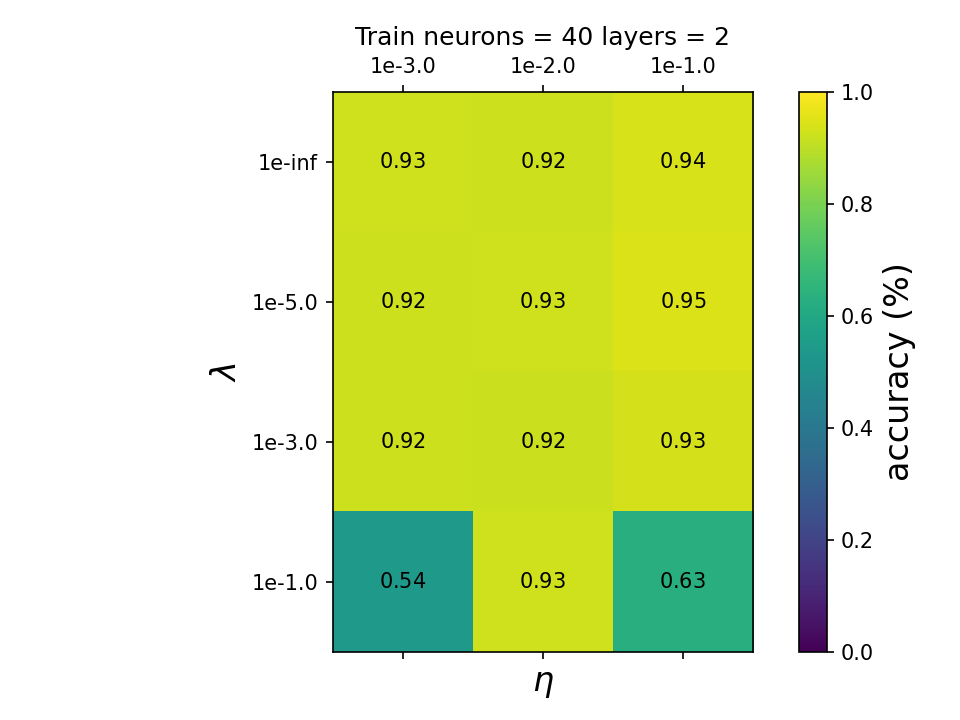 Train neurons = 40 layers = 2
1e-3.0 1e-2.0 1e-1.0
1e-inf 0.93 0.92 0.94
1e-5.0 0.92 0.93 0.95
1e-3.0 0.92 0.92 0.93
1e-1.0 0.54 0.93 0.63
λ
η
1.0
0.8
0.6
0.4
0.2
0.0
accuracy (%)